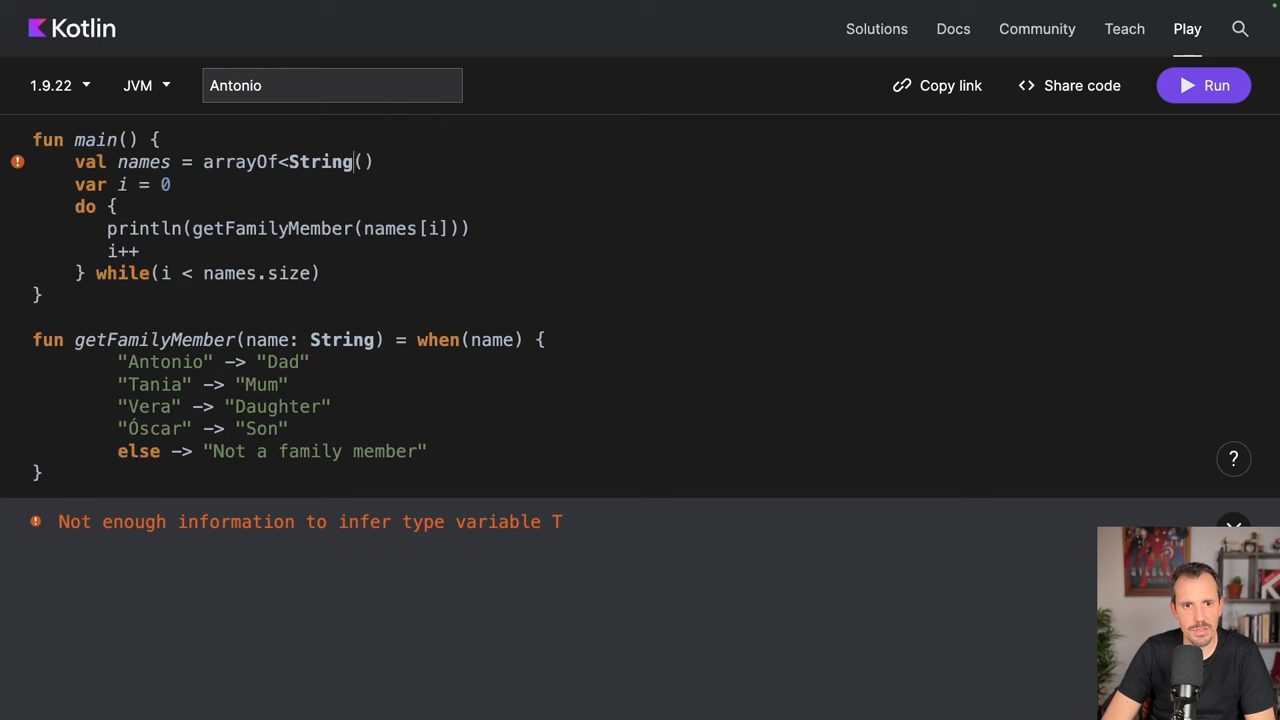 Kotlin
Solutions Docs Community Teach Play
1.9.22 JVM Antonio Copy link Share code Run
fun main() {
val names = arrayOf<String()
var i = 0
do {
println(getFamilyMember(names[i]))
i++
} while(i < names.size)
}
fun getFamilyMember(name: String) = when(name) {
"Antonio" -> "Dad"
"Tania" -> "Mum"
"Vera" -> "Daughter"
"Óscar" -> "Son"
else -> "Not a family member"
}
?
Not enough information to infer type variable T